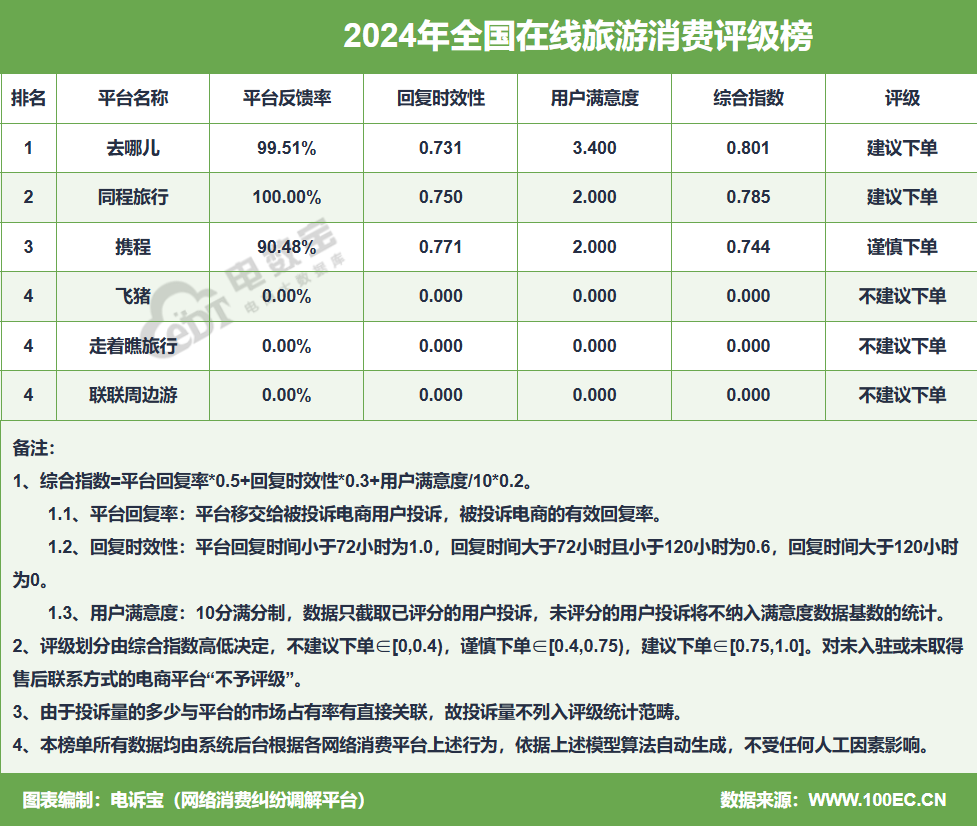 2024年全国在线旅游消费评级榜
排名 平台名称 平台反馈率 回复时效性 用户满意度 综合指数 评级
1 去哪儿 99.51% 0.731 3.400 0.801 建议下单
2 同程旅行 100.00% 0.750 2.000 0.785 建议下单
3 携程 90.48% 0.771 2.000 0.744 谨慎下单
4 飞猪 0.00% 0.000 0.000 0.000 不建议下单
4 走着瞧旅行 0.00% 0.000 0.000 0.000 不建议下单
4 联联周边游 0.00% 0.000 0.000 0.000 不建议下单
电数宝
EDT
备注：
1、综合指数=平台回复率*0.5+回复时效性*0.3+用户满意度/10*0.2。
1.1、平台回复率：平台移交给被投诉电商用户投诉，被投诉电商的有效回复率。
1.2、回复时效性：平台回复时间小于72小时为1.0，回复时间大于72小时且小于120小时为0.6，回复时间大于120小时
为0。
1.3、用户满意度：10分满分制，数据只截取已评分的用户投诉，未评分的用户投诉将不纳入满意度数据基数的统计。
2、评级划分由综合指数高低决定，不建议下单∈[0,0.4)，谨慎下单∈[0.4,0.75)，建议下单∈[0.75,1.0]。对未入驻或未取得
售后联系方式的电商平台“不予评级”。
3、由于投诉量的多少与平台的市场占有率有直接关联，故投诉量不列入评级统计范畴。
4、本榜单所有数据均由系统后台根据各网络消费平台上述行为，依据上述模型算法自动生成，不受任何人工因素影响。
图表编制：电诉宝（网络消费纠纷调解平台） 数据来源：WWW.100EC.CN